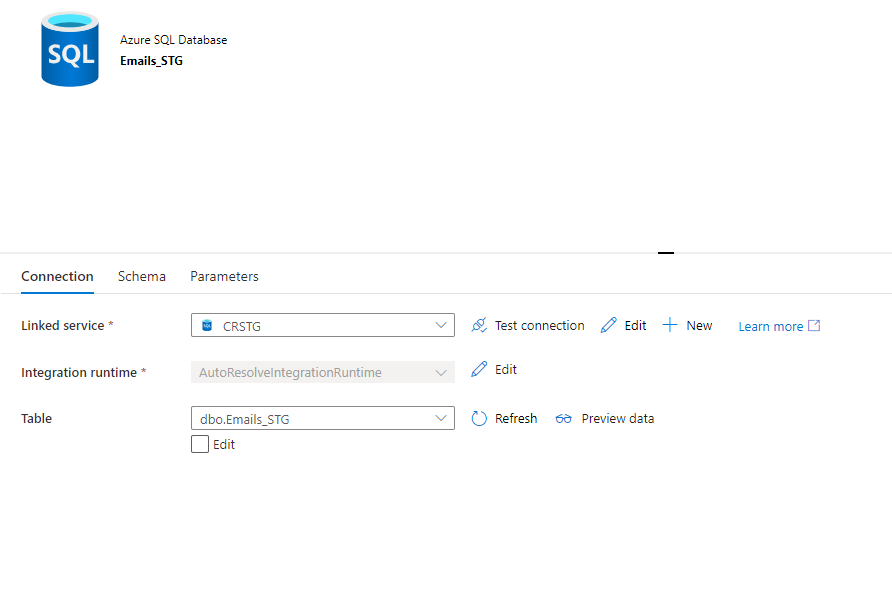 SQL
Azure SQL Database
Emails_STG
Connection Schema Parameters
Linked service * CRSTG Test connection Edit New Learn more
Integration runtime * AutoResolveIntegrationRuntime Edit
Table dbo.Emails_STG Refresh Preview data
Edit